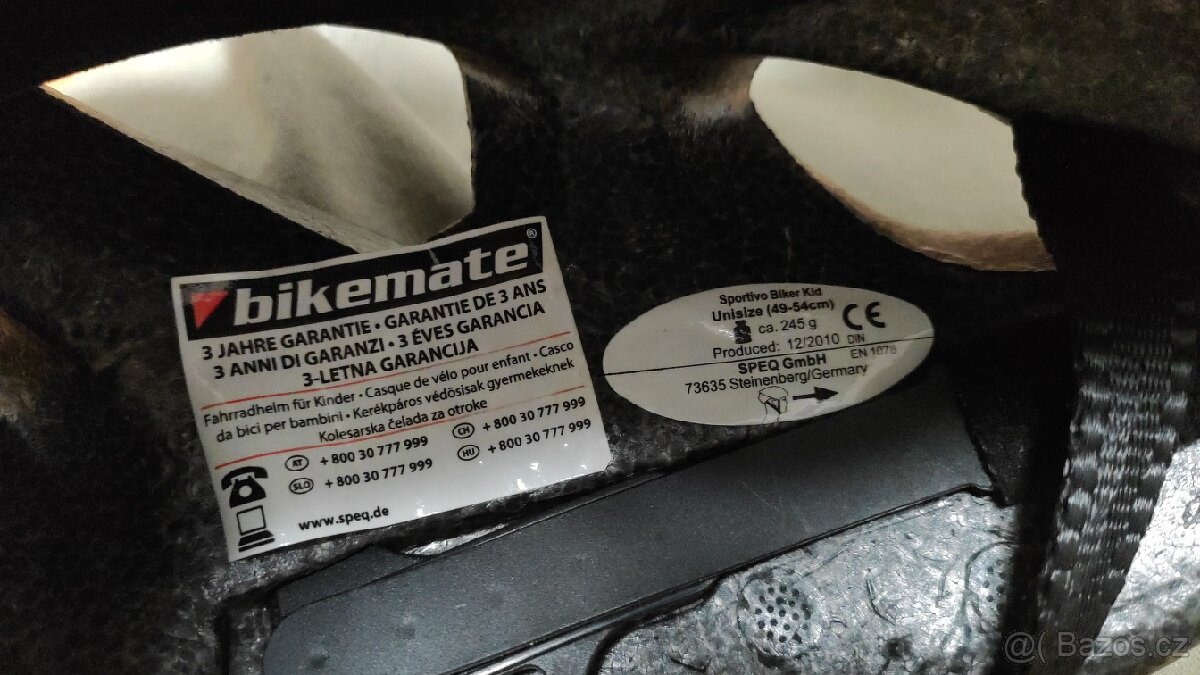 bikemate®
3 JAHRE GARANTIE • GARANTIE DE 3 ANS
3 ANNI DI GARANZI • 3 ÉVES GARANCIA
3-LETNA GARANCIJA
Fahrradhelm für Kinder • Casque de vélo pour enfant • Casco
da bici per bambini • Kerékpáros védösisak gyermekeknek
Kolesarska čelada za otroke
AT +800 30 777 999 CH +800 30 777 999
SLO +800 30 777 999 HU +800 30 777 999
www.speq.de
Sportivo Biker Kid
Unisize (49-54cm)
ca. 245 g CE
Produced: 12/2010 DIN
SPEQ GmbH EN 1078
73635 Steinenberg/Germany
@( Bazos.cz